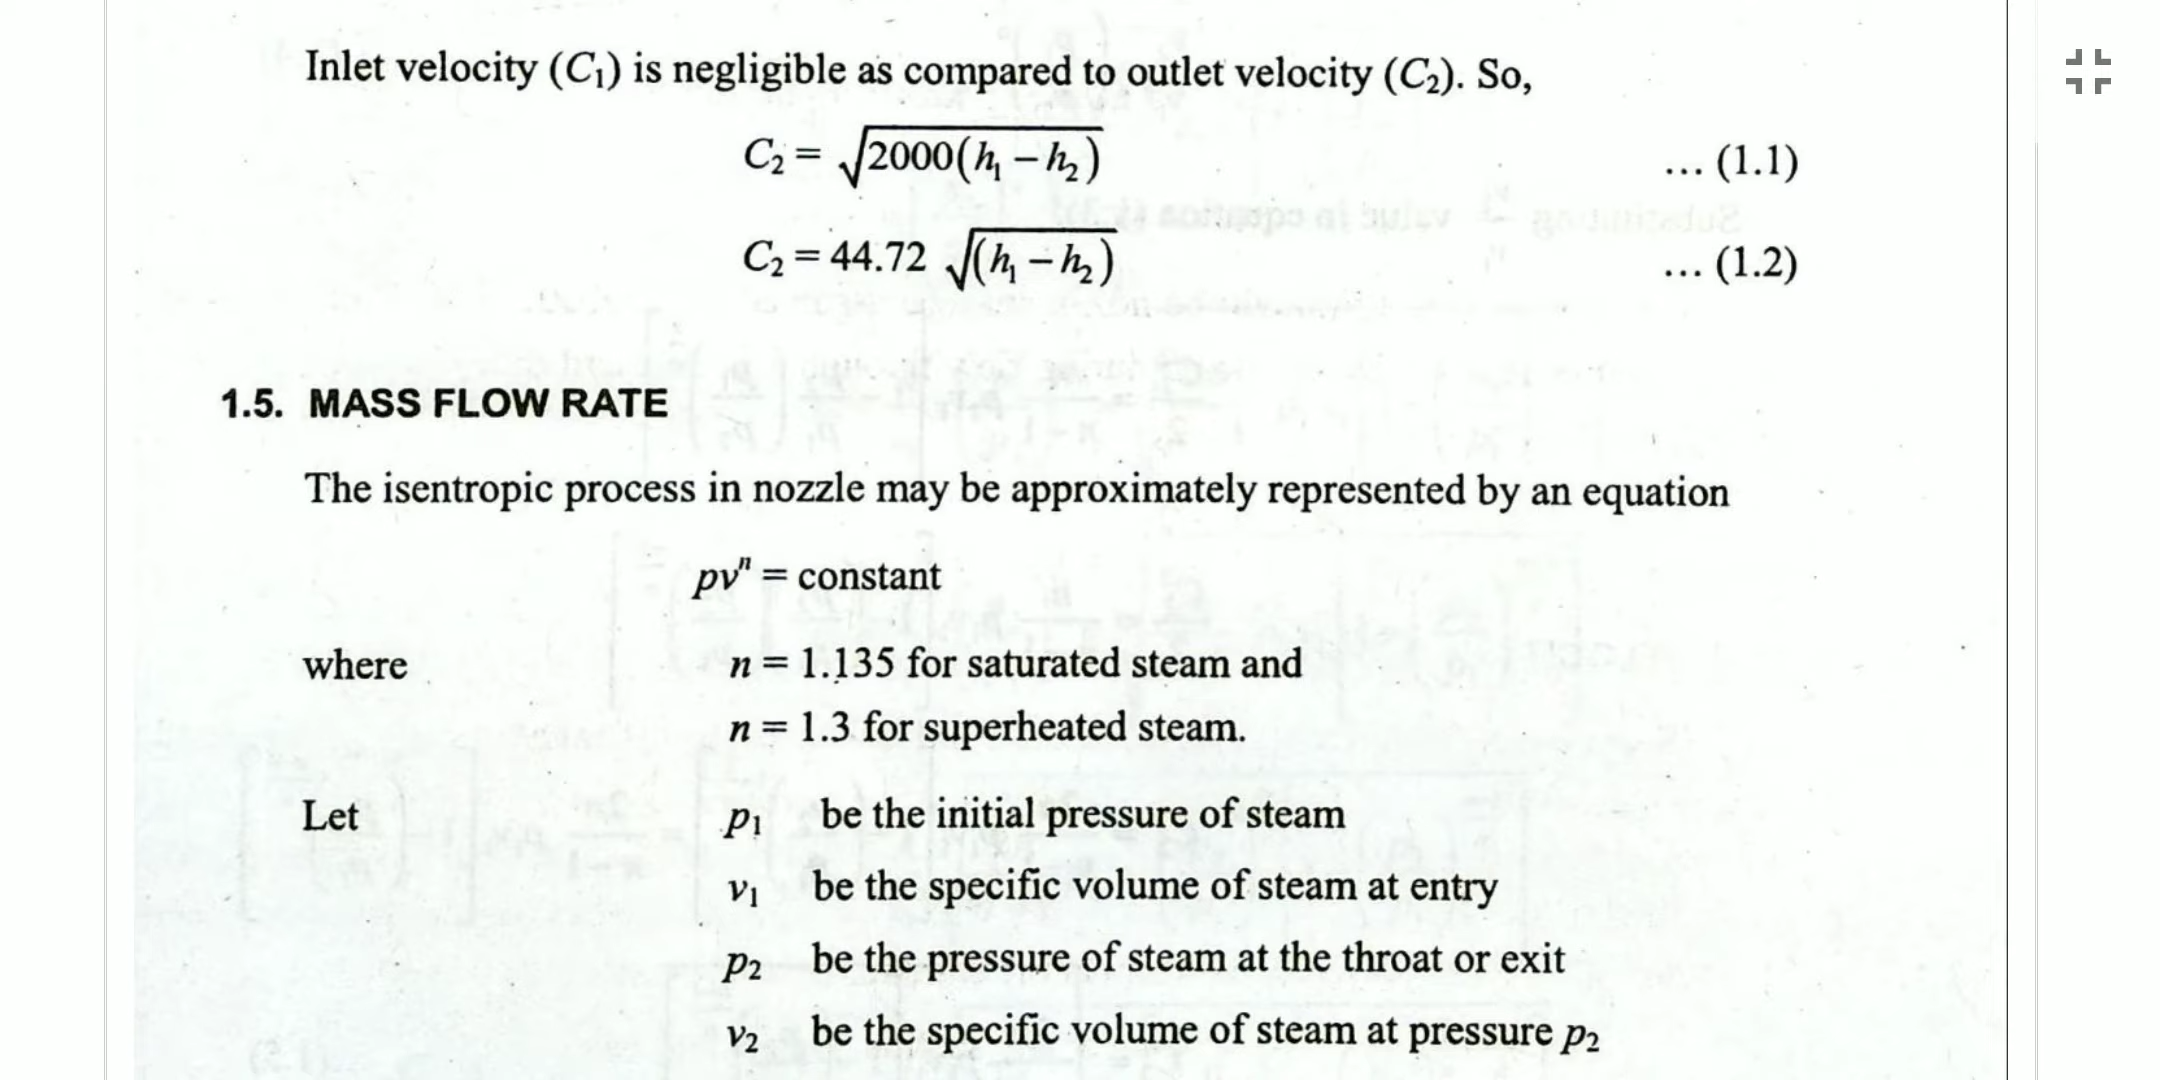 Inlet velocity (C₁) is negligible as compared to outlet velocity (C₂). So,
C₂ = √2000(h₁ – h₂) ... (1.1)
C₂ = 44.72 √(h₁ – h₂) ... (1.2)
1.5. MASS FLOW RATE
The isentropic process in nozzle may be approximately represented by an equation
pvⁿ = constant
where n = 1.135 for saturated steam and
n = 1.3 for superheated steam.
Let p₁ be the initial pressure of steam
v₁ be the specific volume of steam at entry
p₂ be the pressure of steam at the throat or exit
v₂ be the specific volume of steam at pressure p₂